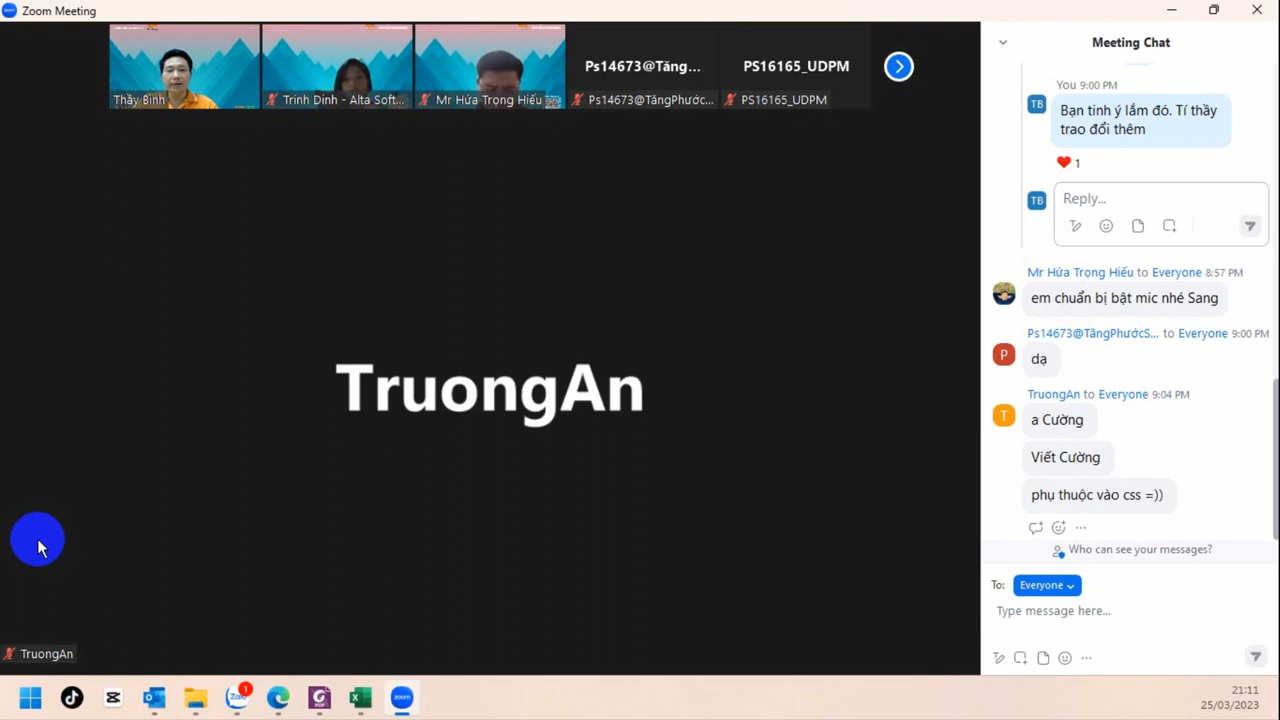 Zoom Meeting
Thầy Bình
Trinh Dinh - Alta Soft...
Mr Hứa Trọng Hiếu
Ps14673@Tăng...
Ps14673@TăngPhước...
PS16165_UDPM
PS16165_UDPM
TruongAn
TruongAn
Meeting Chat
You 9:00 PM
TB
Bạn tinh ý lắm đó. Tí thầy
trao đổi thêm
1
TB
Reply...
Mr Hứa Trọng Hiếu to Everyone 8:57 PM
em chuẩn bị bật mic nhé Sang
Ps14673@TăngPhướcS... to Everyone 9:00 PM
P
dạ
TruongAn to Everyone 9:04 PM
T
a Cường
Viết Cường
phụ thuộc vào css =))
Who can see your messages?
To: Everyone
Type message here...
Zalo
1
PDF
zoom
21:11
25/03/2023